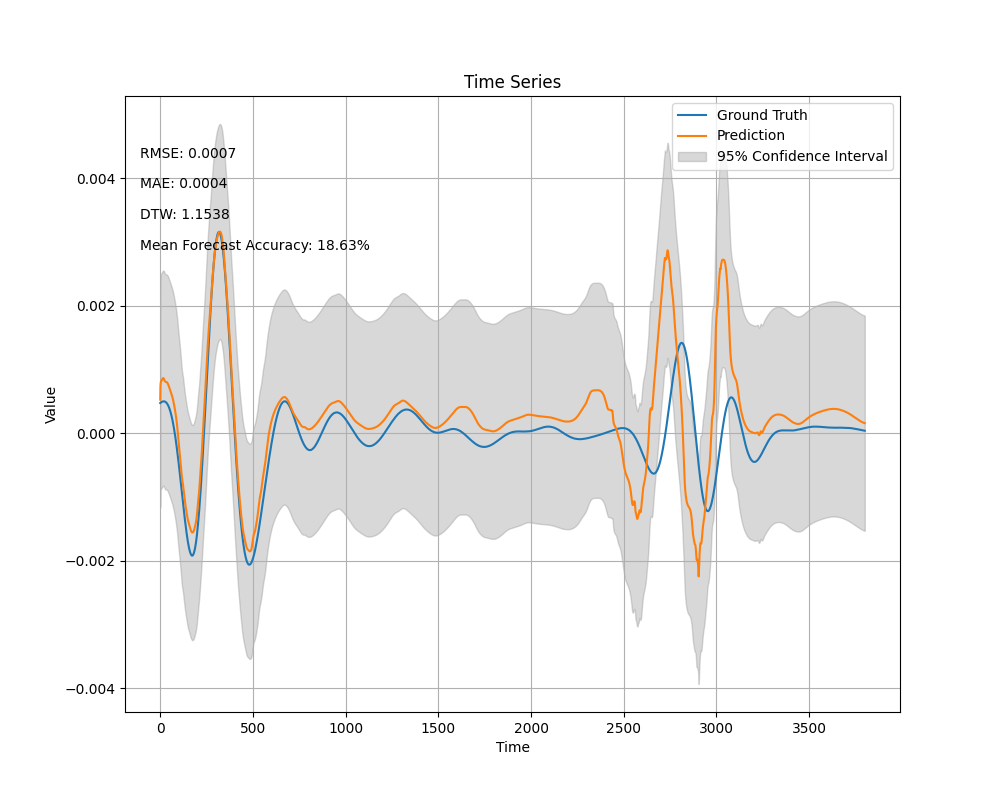 Time Series
Ground Truth
Prediction
95% Confidence Interval
RMSE: 0.0007
MAE: 0.0004
DTW: 1.1538
Mean Forecast Accuracy: 18.63%
Value
0.004
0.002
0.000
−0.002
−0.004
0 500 1000 1500 2000 2500 3000 3500
Time